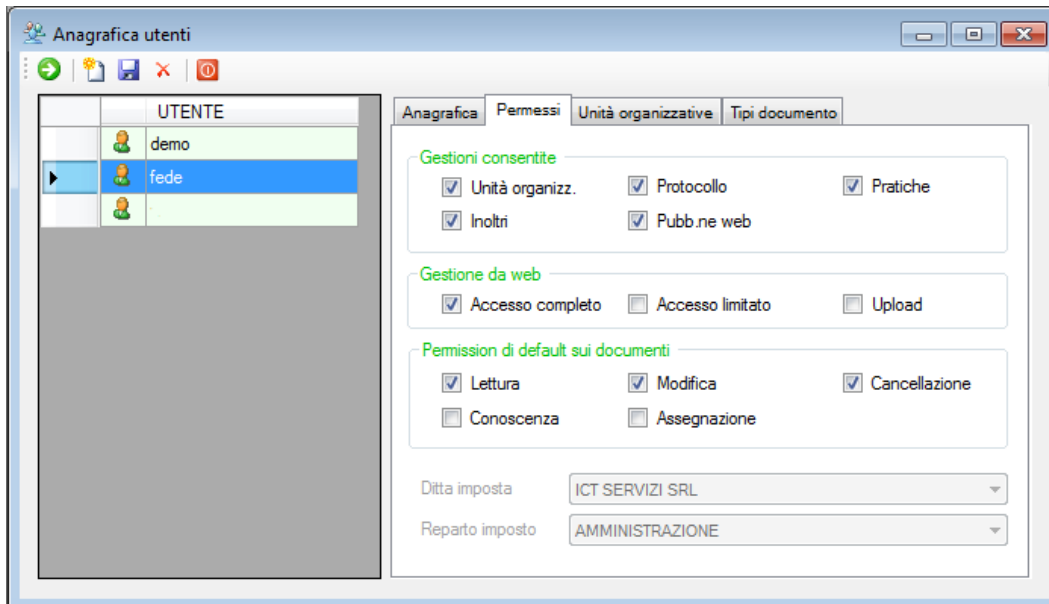 Anagrafica utenti
UTENTE
demo
fede
Anagrafica Permessi Unità organizzative Tipi documento
Gestioni consentite
Unità organizz. Protocollo Pratiche
Inoltri Pubb.ne web
Gestione da web
Accesso completo Accesso limitato Upload
Permission di default sui documenti
Lettura Modifica Cancellazione
Conoscenza Assegnazione
Ditta imposta ICT SERVIZI SRL
Reparto imposto AMMINISTRAZIONE